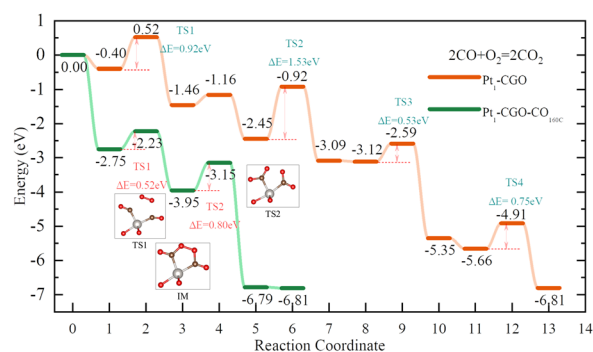 1
0
-1
-2
-3
-4
-5
-6
-7
Energy (eV)
0 1 2 3 4 5 6 7 8 9 10 11 12 13 14
Reaction Coordinate
2CO+O₂=2CO₂
Pt₁-CGO
Pt₁-CGO-CO
0.00
-0.40
0.52
TS1
ΔE=0.92eV
-1.46
-1.16
-2.45
TS2
ΔE=1.53eV
-0.92
-3.09
-3.12
TS3
ΔE=0.53eV
-2.59
-5.35
-5.66
TS4
ΔE= 0.75eV
-4.91
-6.81
-2.75
-2.23
TS1
ΔE=0.52eV
-3.95
-3.15
TS2
ΔE=0.80eV
-6.79
-6.81
TS1
IM
TS2